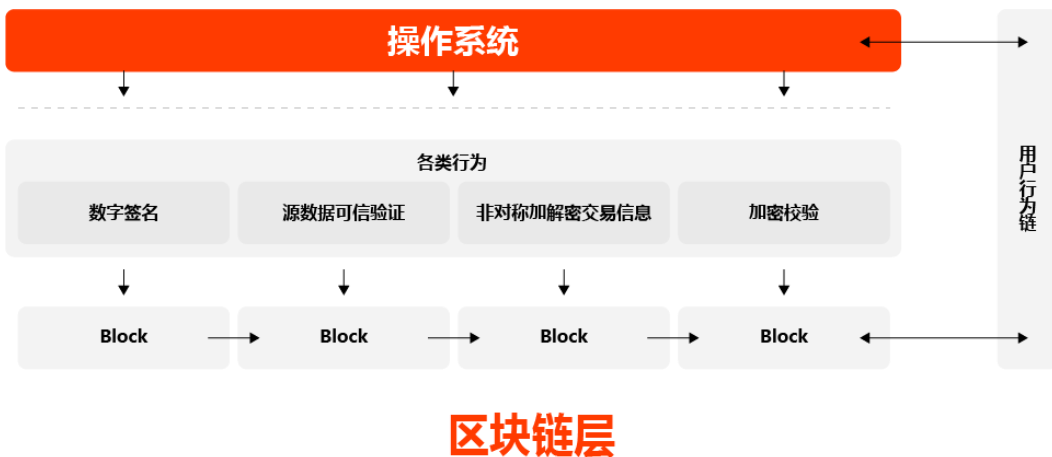 操作系统
各类行为
数字签名
源数据可信验证
非对称加解密交易信息
加密校验
用户行为链
Block
Block
Block
Block
区块链层